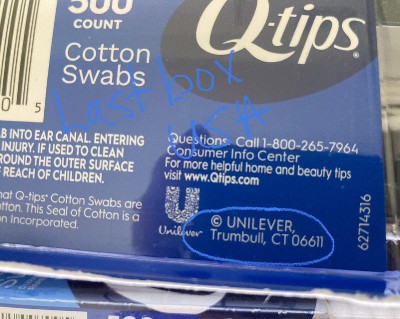 500
COUNT
Q-tips®
Cotton
Swabs
Last box
USA
0 5
B INTO EAR CANAL. ENTERING
INJURY. IF USED TO CLEAN
ROUND THE OUTER SURFACE
REACH OF CHILDREN.
Questions Call 1-800-265-7964
Consumer Info Center
For more helpful home and beauty tips
visit www.Qtips.com
hat Q-tips® Cotton Swabs are
tton. This Seal of Cotton is a
n Incorporated.
Unilever
© UNILEVER,
Trumbull, CT 06611
62714316